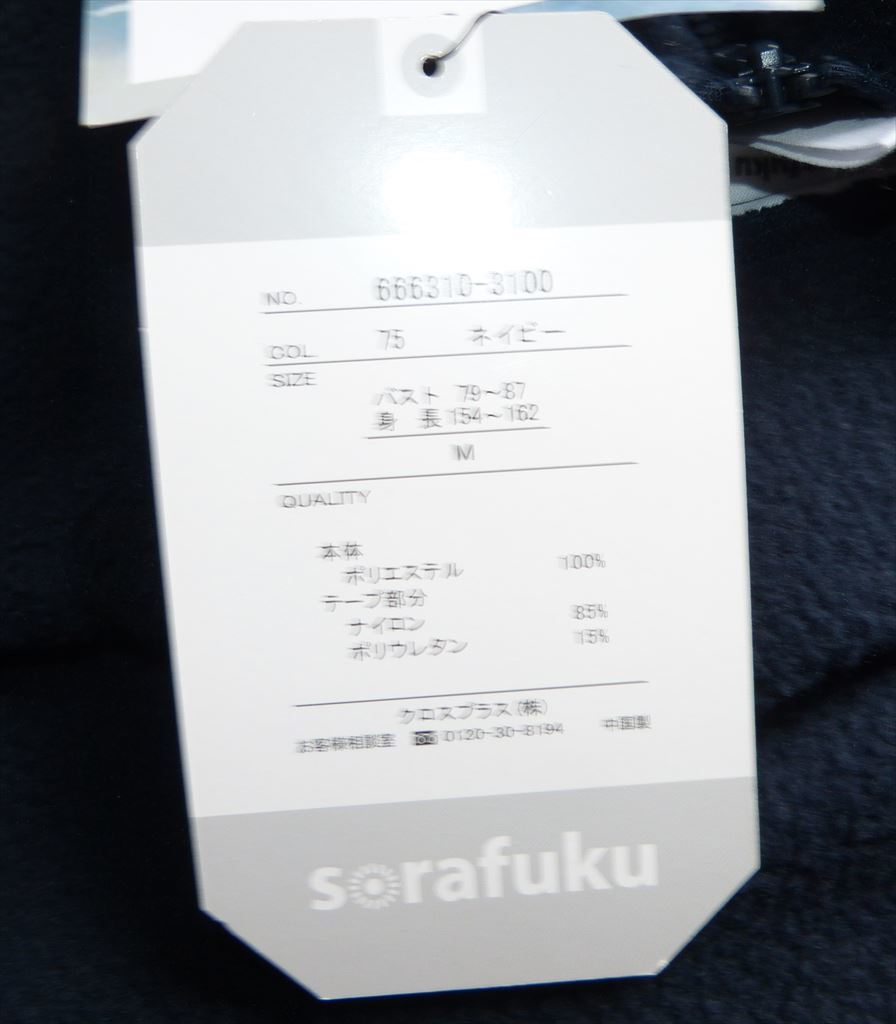 NO. 666310-3100
COL 75 ネイビー
SIZE
バスト 79~87
身 長 154~162
M
QUALITY
本体
ポリエステル 100%
テープ部分
ナイロン 85%
ポリウレタン 15%
クロスプラス(株)
お客様相談室 0120-30-8194 中国製
sorafuku